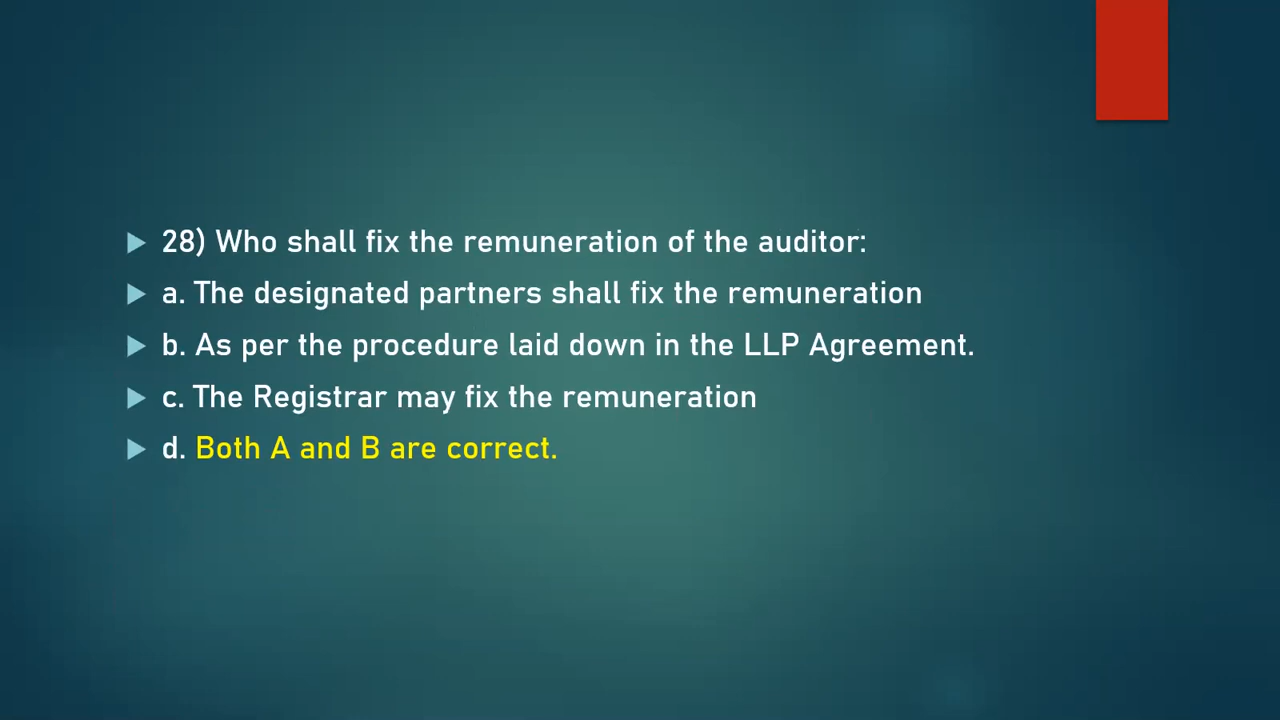 28) Who shall fix the remuneration of the auditor:
a. The designated partners shall fix the remuneration
b. As per the procedure laid down in the LLP Agreement.
c. The Registrar may fix the remuneration
d. Both A and B are correct.